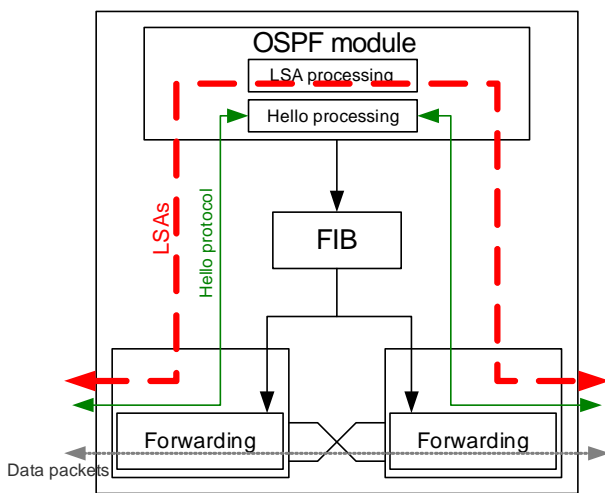 OSPF module
LSA processing
Hello processing
LSAs
Hello protocol
FIB
Forwarding
Forwarding
Data packets